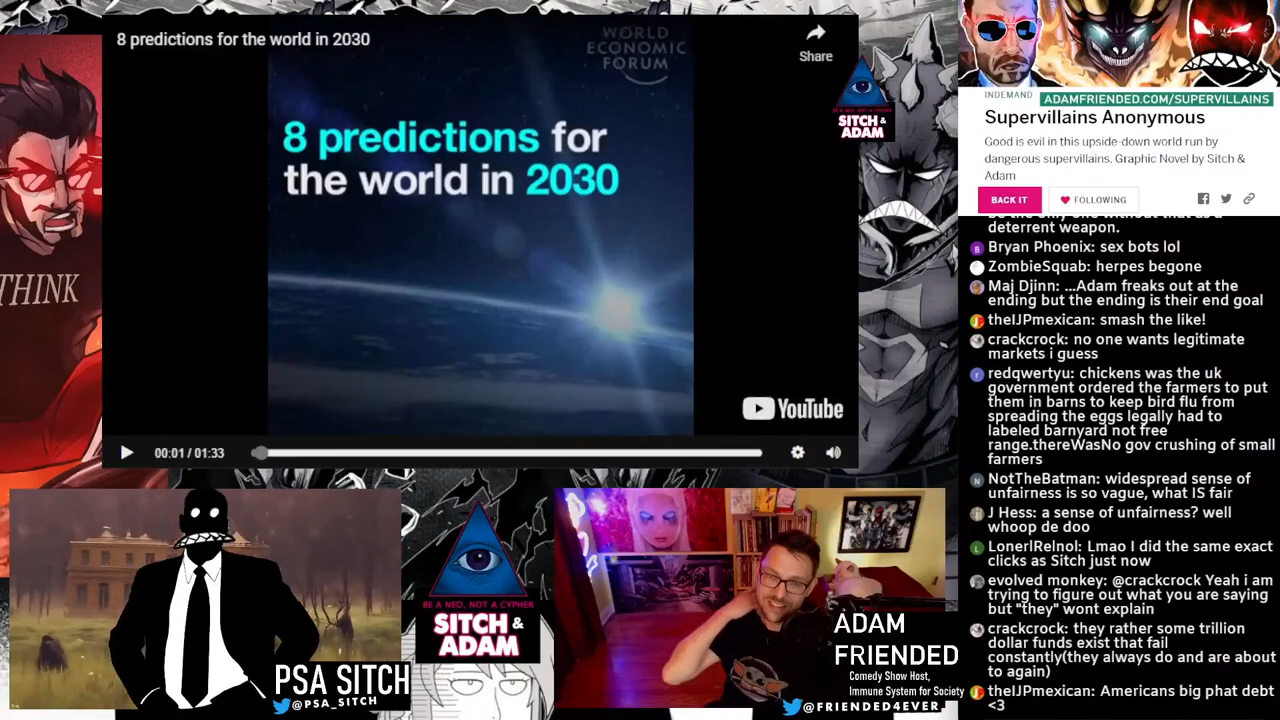 8 predictions for the world in 2030
WORLD
ECONOMIC
FORUM
Share
8 predictions for
the world in 2030
YouTube
00:01 / 01:33
THINK
SITCH &
ADAM
INDEMAND
ADAMFRIENDED.COM/SUPERVILLAINS
Supervillains Anonymous
Good is evil in this upside-down world run by
dangerous supervillains. Graphic Novel by Sitch &
Adam
BACK IT
FOLLOWING
deterrent weapon.
Bryan Phoenix: sex bots lol
ZombieSquab: herpes begone
Maj Djinn: ...Adam freaks out at the
ending but the ending is their end goal
theIJPmexican: smash the like!
crackcrock: no one wants legitimate
markets i guess
redqwertyu: chickens was the uk
government ordered the farmers to put
them in barns to keep bird flu from
spreading the eggs legally had to
labeled barnyard not free
range.thereWasNo gov crushing of small
farmers
NotTheBatman: widespread sense of
unfairness is so vague, what IS fair
J Hess: a sense of unfairness? well
whoop de doo
LonerlRelnol: Lmao I did the same exact
clicks as Sitch just now
evolved monkey: @crackcrock Yeah i am
trying to figure out what you are saying
but "they" wont explain
crackcrock: they rather some trillion
dollar funds exist that fail
constantly(they always do and are about
to again)
theIJPmexican: Americans big phat debt
<3
PSA SITCH
@PSA_SITCH
BE A NEO, NOT A CYPHER
SITCH &
ADAM
ADAM
FRIENDED
Comedy Show Host,
Immune System for Society
@FRIENDED4EVER